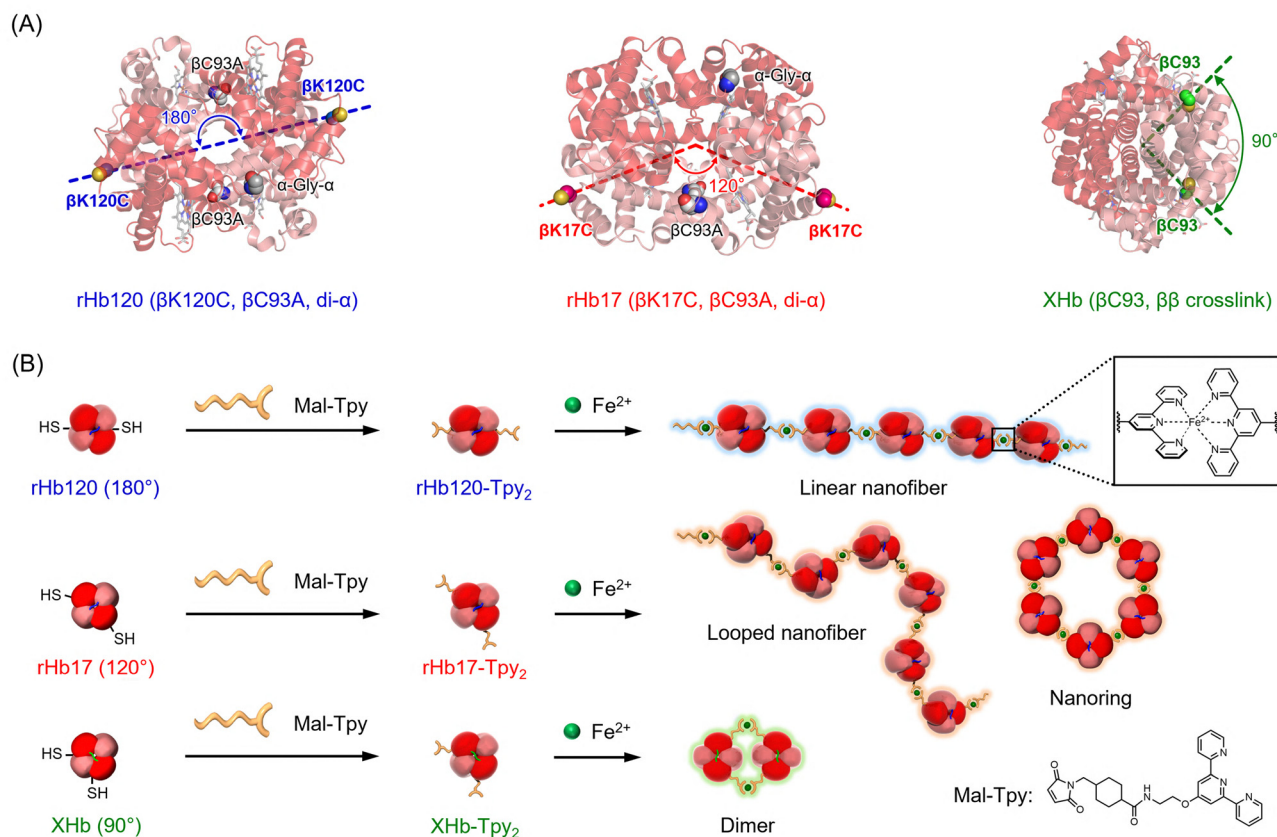 (A)
βC93A
βK120C
180°
α-Gly-α
βK120C
βC93A
rHb120 (βK120C, βC93A, di-α)
α-Gly-α
120°
βK17C
βC93A
βK17C
rHb17 (βK17C, βC93A, di-α)
βC93
90°
βC93
XHb (βC93, ββ crosslink)
(B)
HS
SH
rHb120 (180°)
Mal-Tpy
rHb120-Tpy₂
Fe²⁺
Linear nanofiber
N
N
N
Fe²⁺
N
N
N
HS
SH
rHb17 (120°)
Mal-Tpy
rHb17-Tpy₂
Fe²⁺
Looped nanofiber
Nanoring
HS
SH
XHb (90°)
Mal-Tpy
XHb-Tpy₂
Fe²⁺
Dimer
Mal-Tpy:
O
N
O
O
H
N
O
N
N
N